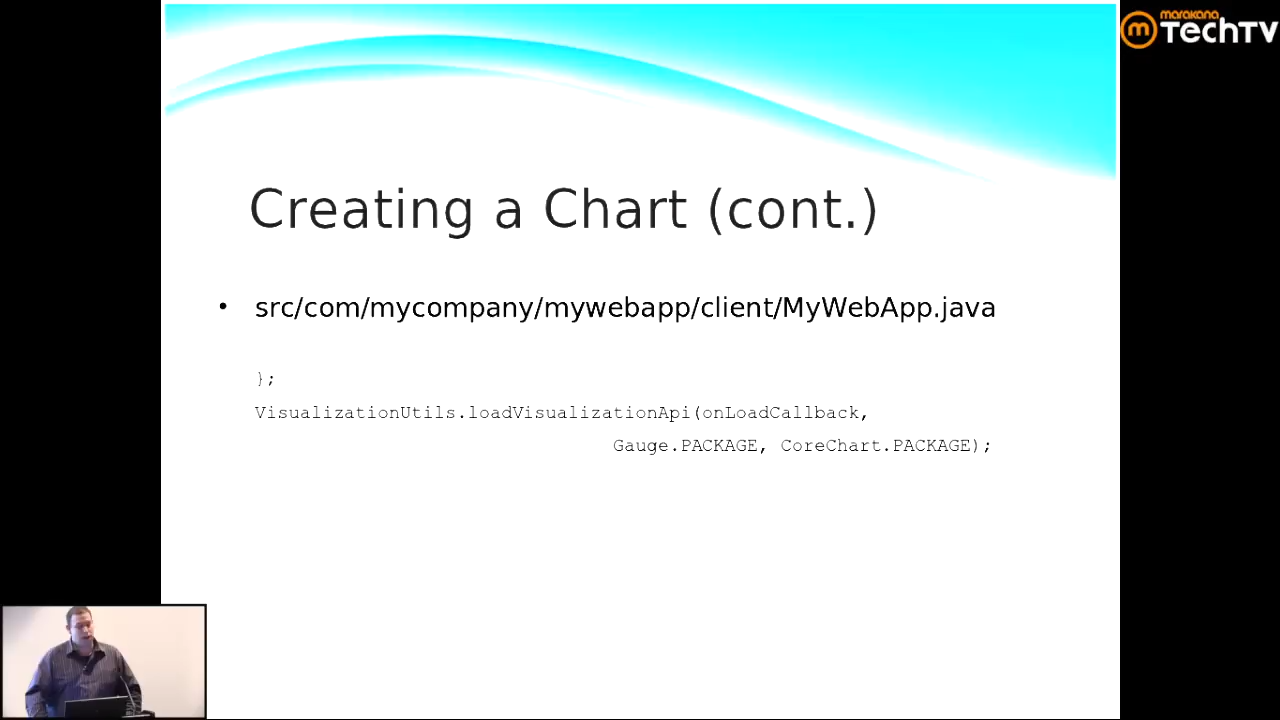 marakana
TechTV
Creating a Chart (cont.)
• src/com/mycompany/mywebapp/client/MyWebApp.java
};
VisualizationUtils.loadVisualizationApi(onLoadCallback,
Gauge.PACKAGE, CoreChart.PACKAGE);